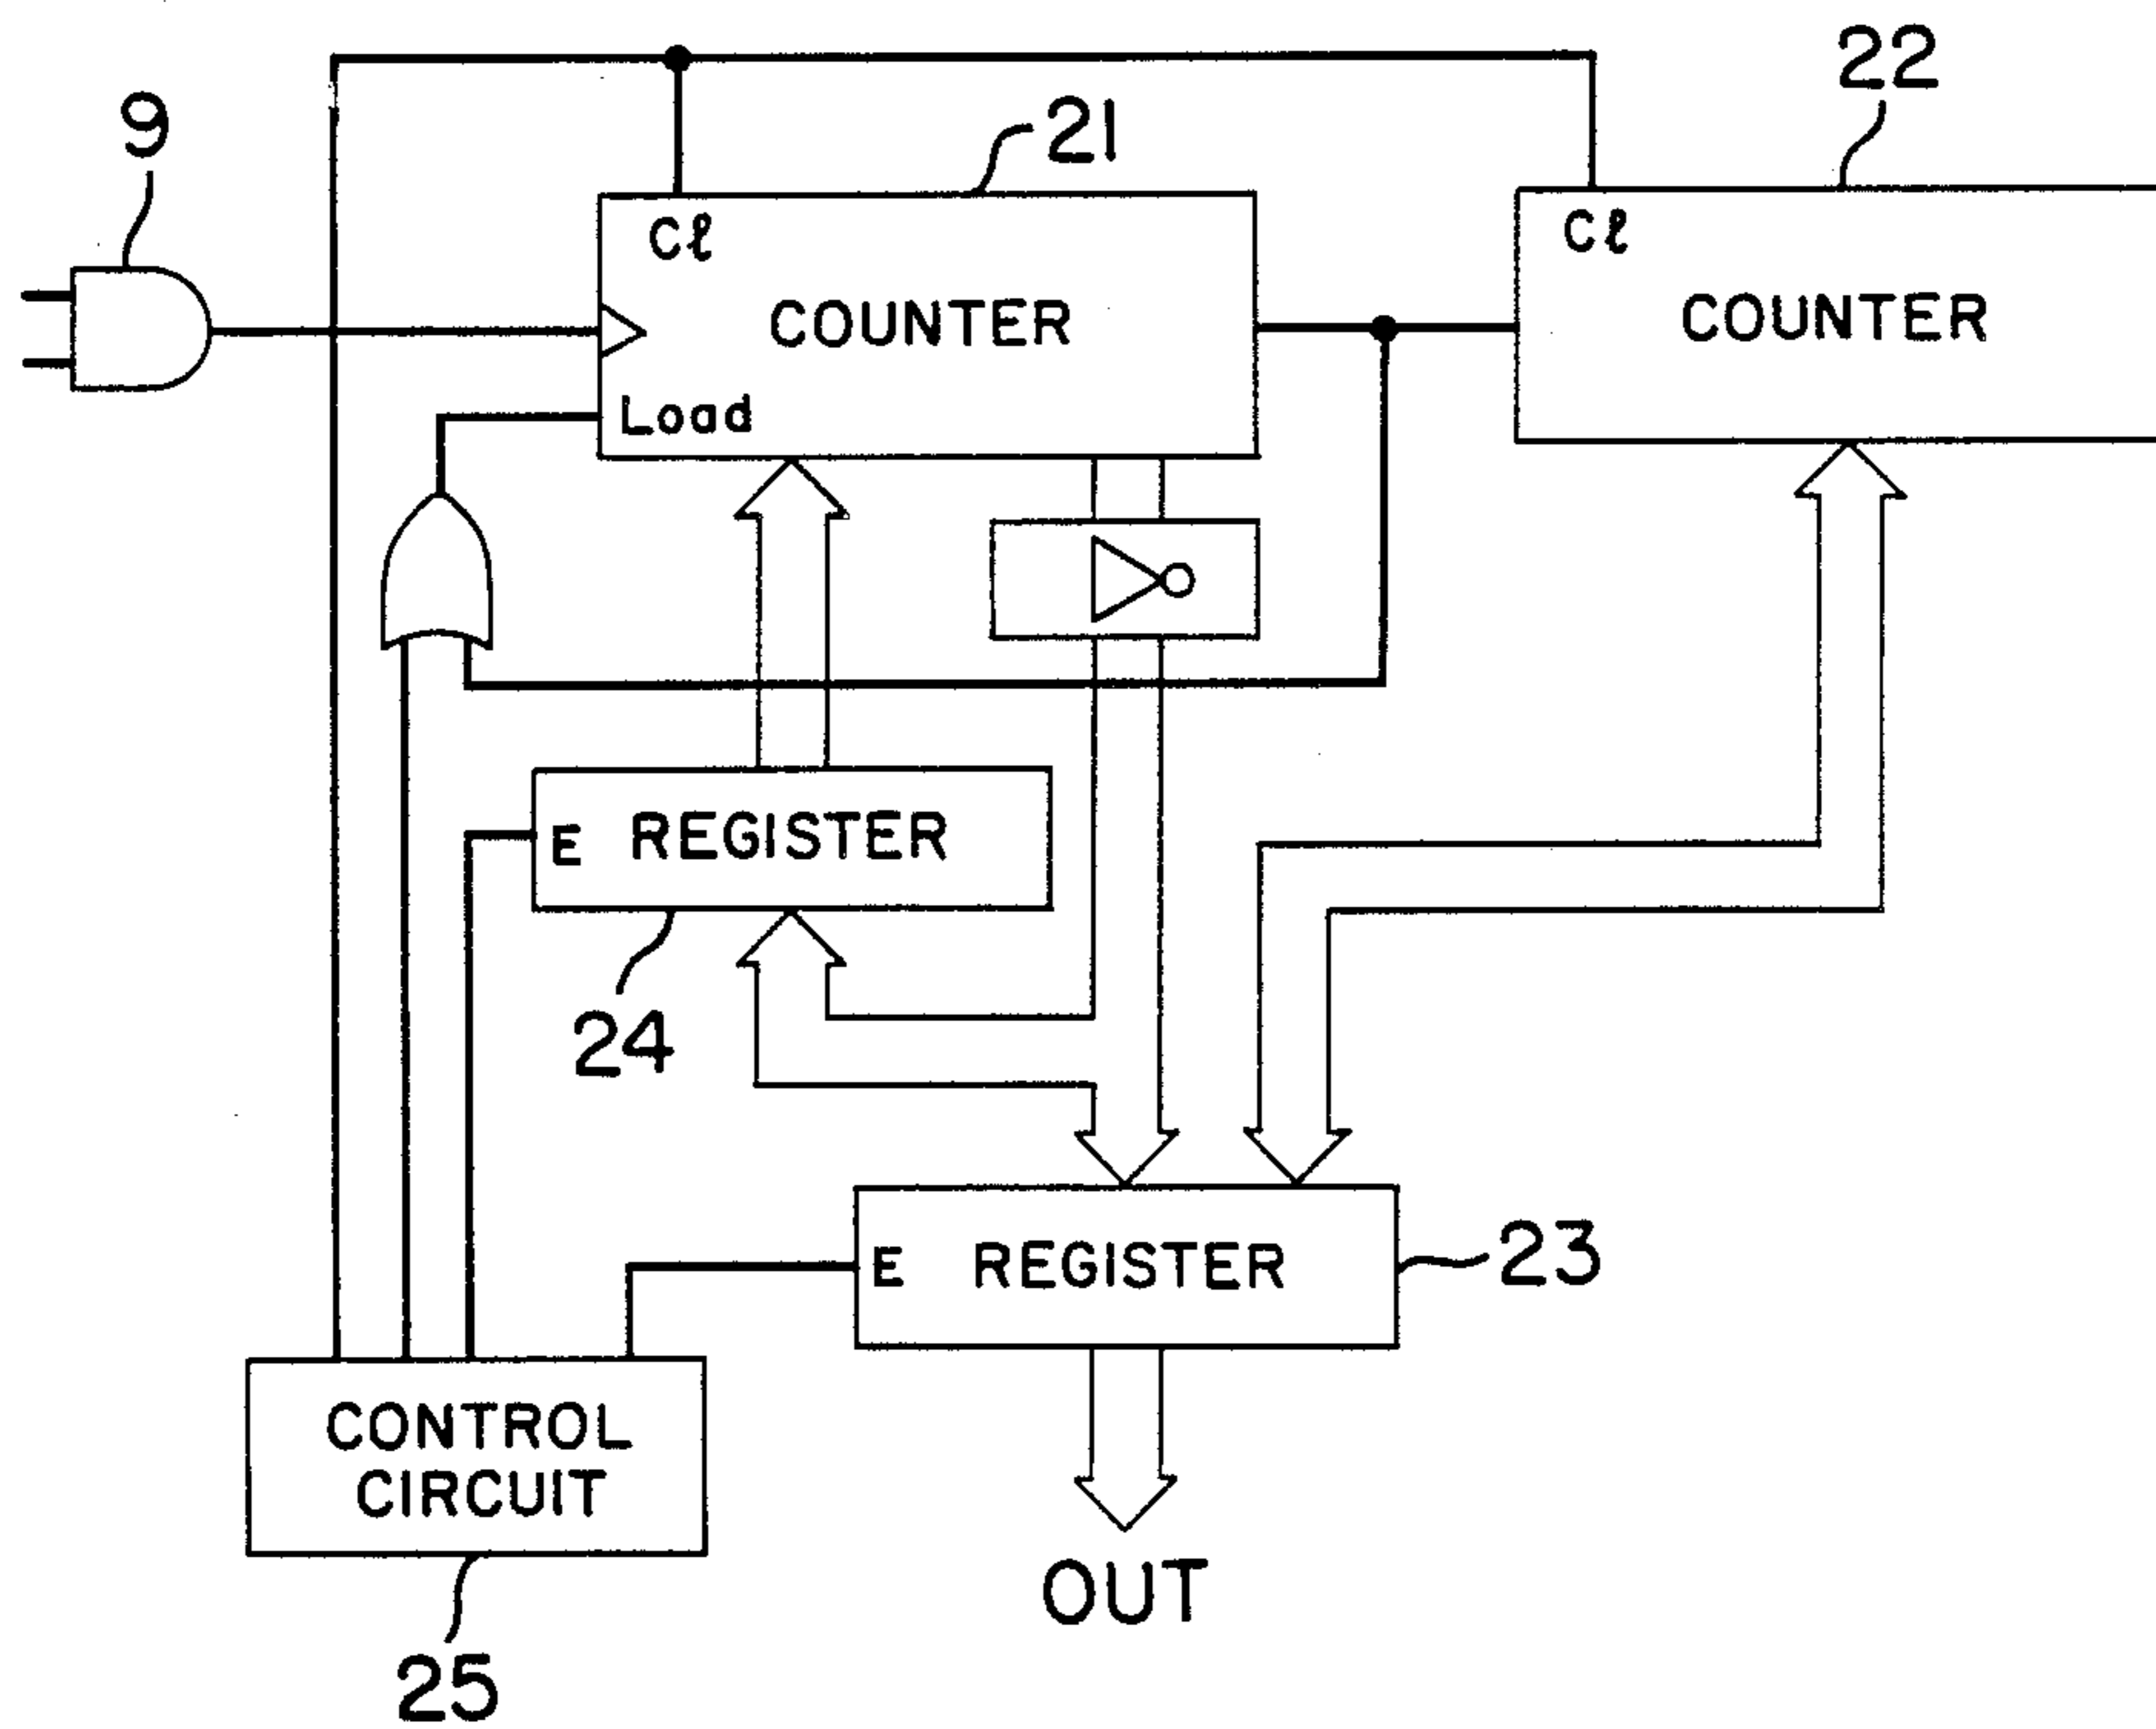 22
9
21
Cℓ
Cℓ
COUNTER
COUNTER
Load
E REGISTER
24
E REGISTER
23
CONTROL
CIRCUIT
OUT
25